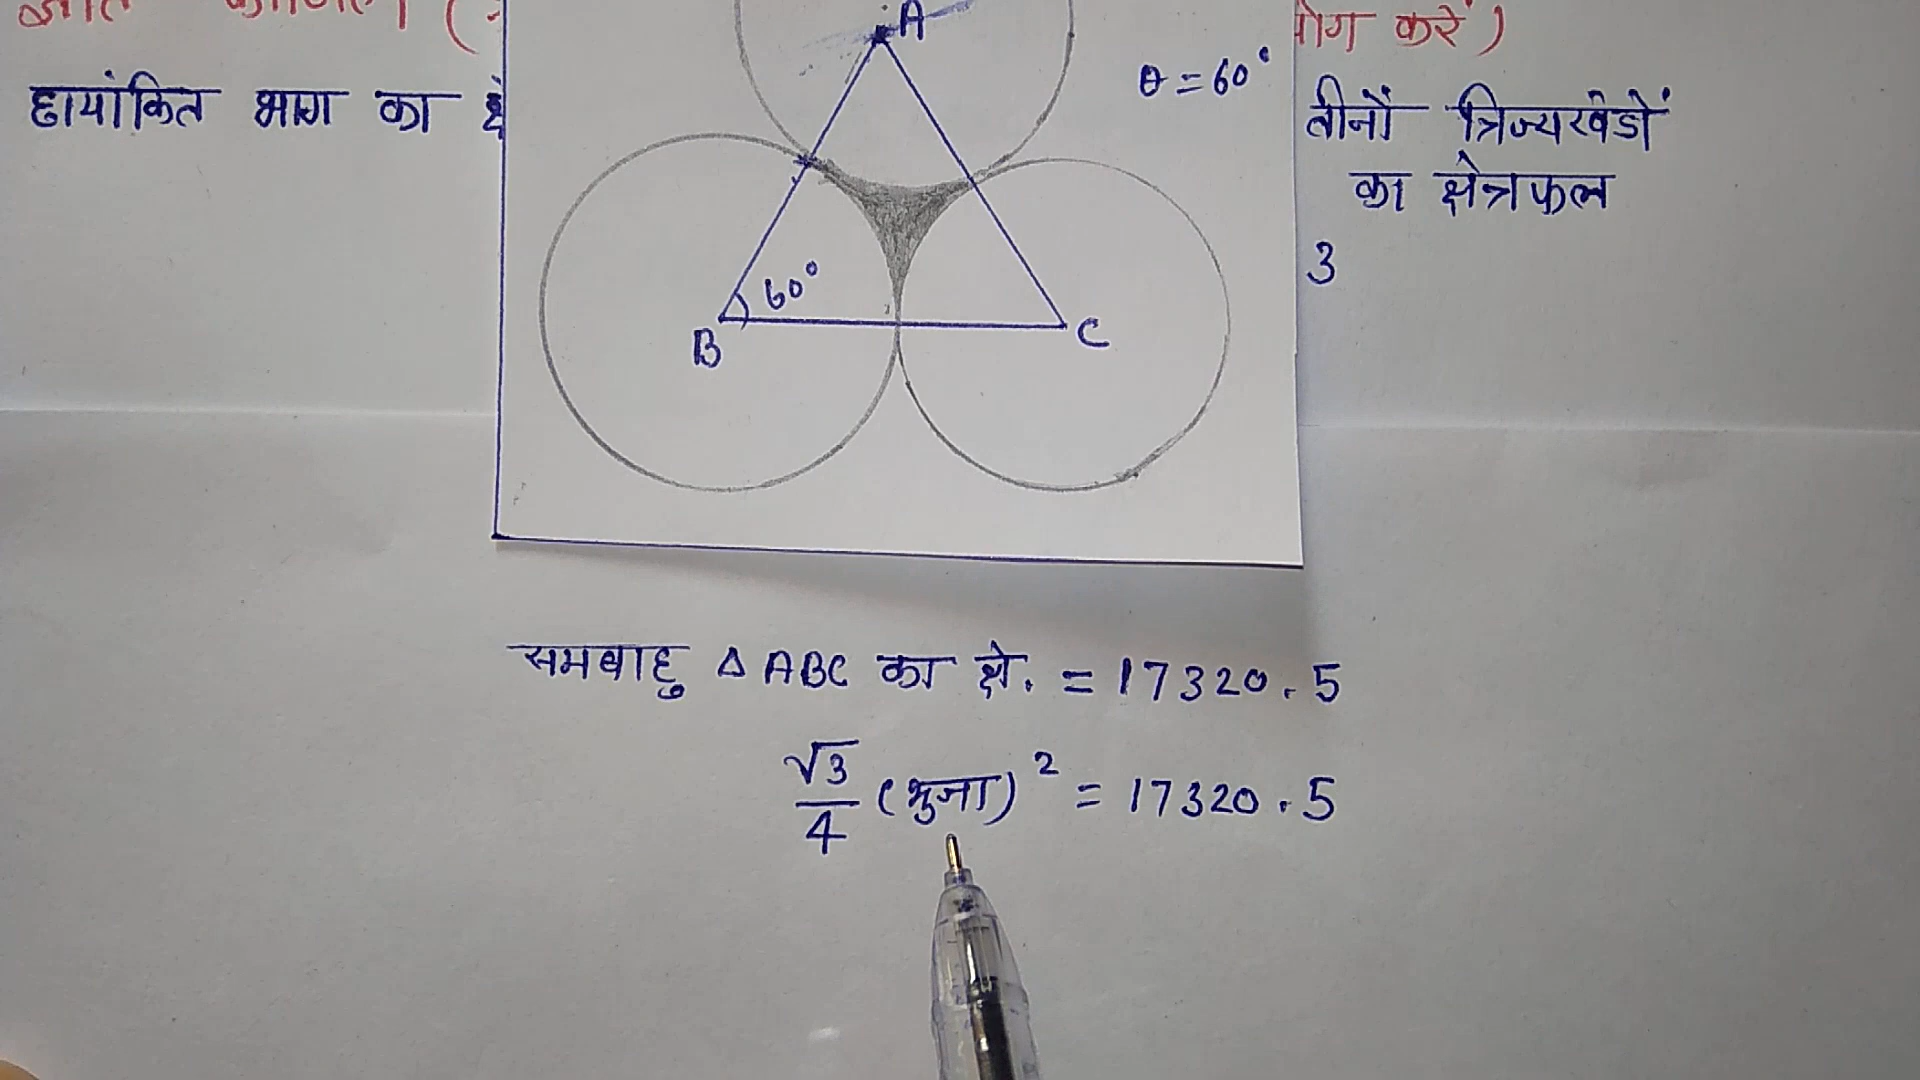 योग करें)
छायांकित भाग का
तीनों त्रिज्यखंडों
का क्षेत्रफल
3
A
θ = 60°
60°
B
C
समबाहु Δ ABC का क्षे. = 17320.5
√3/4 (भुजा)² = 17320.5